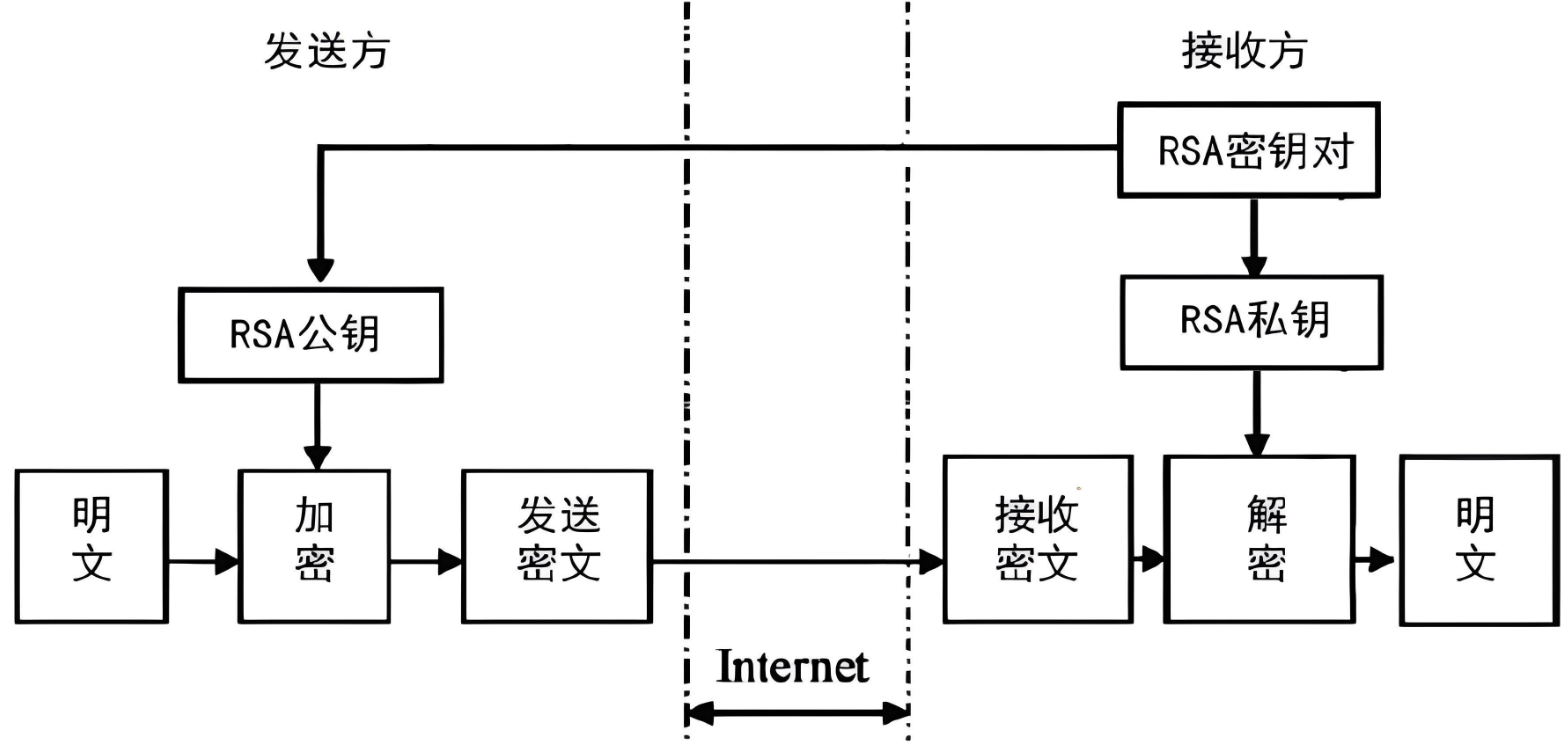 发送方
接收方
RSA密钥对
RSA公钥
RSA私钥
明
文
加
密
发送
密文
接收
密文
解
密
明
文
Internet